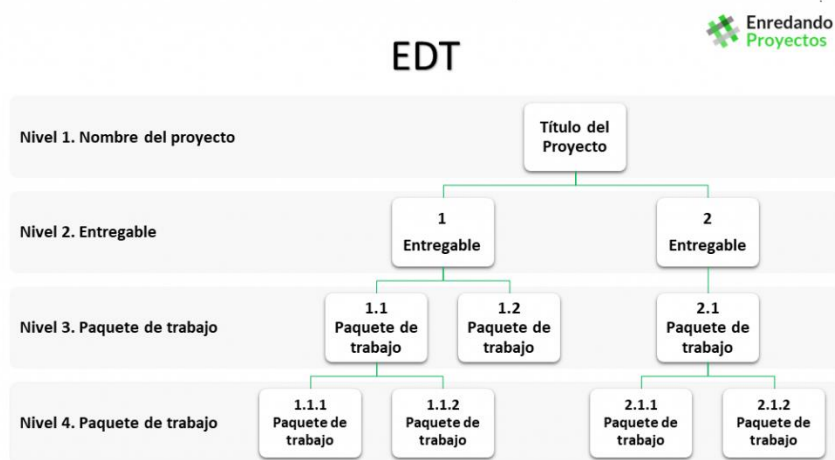 Enredando
Proyectos
EDT
Nivel 1. Nombre del proyecto
Título del
Proyecto
Nivel 2. Entregable
1
Entregable
2
Entregable
Nivel 3. Paquete de trabajo
1.1
Paquete de
trabajo
1.2
Paquete de
trabajo
2.1
Paquete de
trabajo
Nivel 4. Paquete de trabajo
1.1.1
Paquete de
trabajo
1.1.2
Paquete de
trabajo
2.1.1
Paquete de
trabajo
2.1.2
Paquete de
trabajo